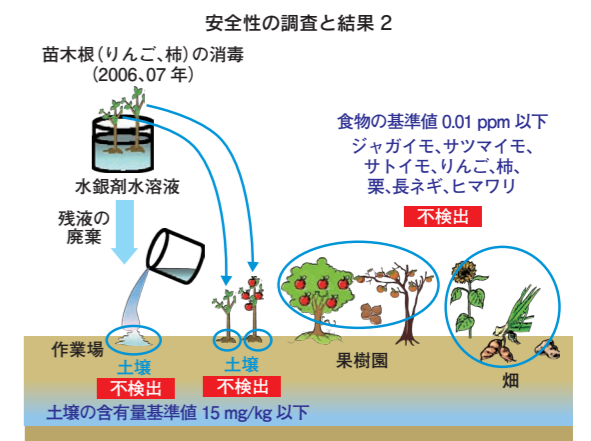 安全性の調査と結果 2
苗木根(りんご、柿)の消毒
(2006、07 年)
水銀剤水溶液
残液の
廃棄
食物の基準値 0.01 ppm 以下
ジャガイモ、サツマイモ、
サトイモ、りんご、柿、
栗、長ネギ、ヒマワリ
不検出
作業場
土壌
不検出
土壌
不検出
果樹園
畑
土壌の含有量基準値 15 mg/kg 以下